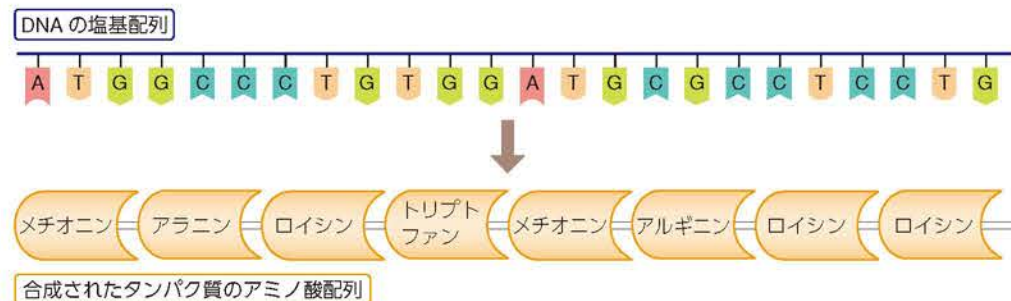 DNA の塩基配列
A T G G C C C T G T G G A T G C G C C T C C T G
メチオニン アラニン ロイシン トリプト メチオニン アルギニン ロイシン ロイシン
ファン
合成されたタンパク質のアミノ酸配列